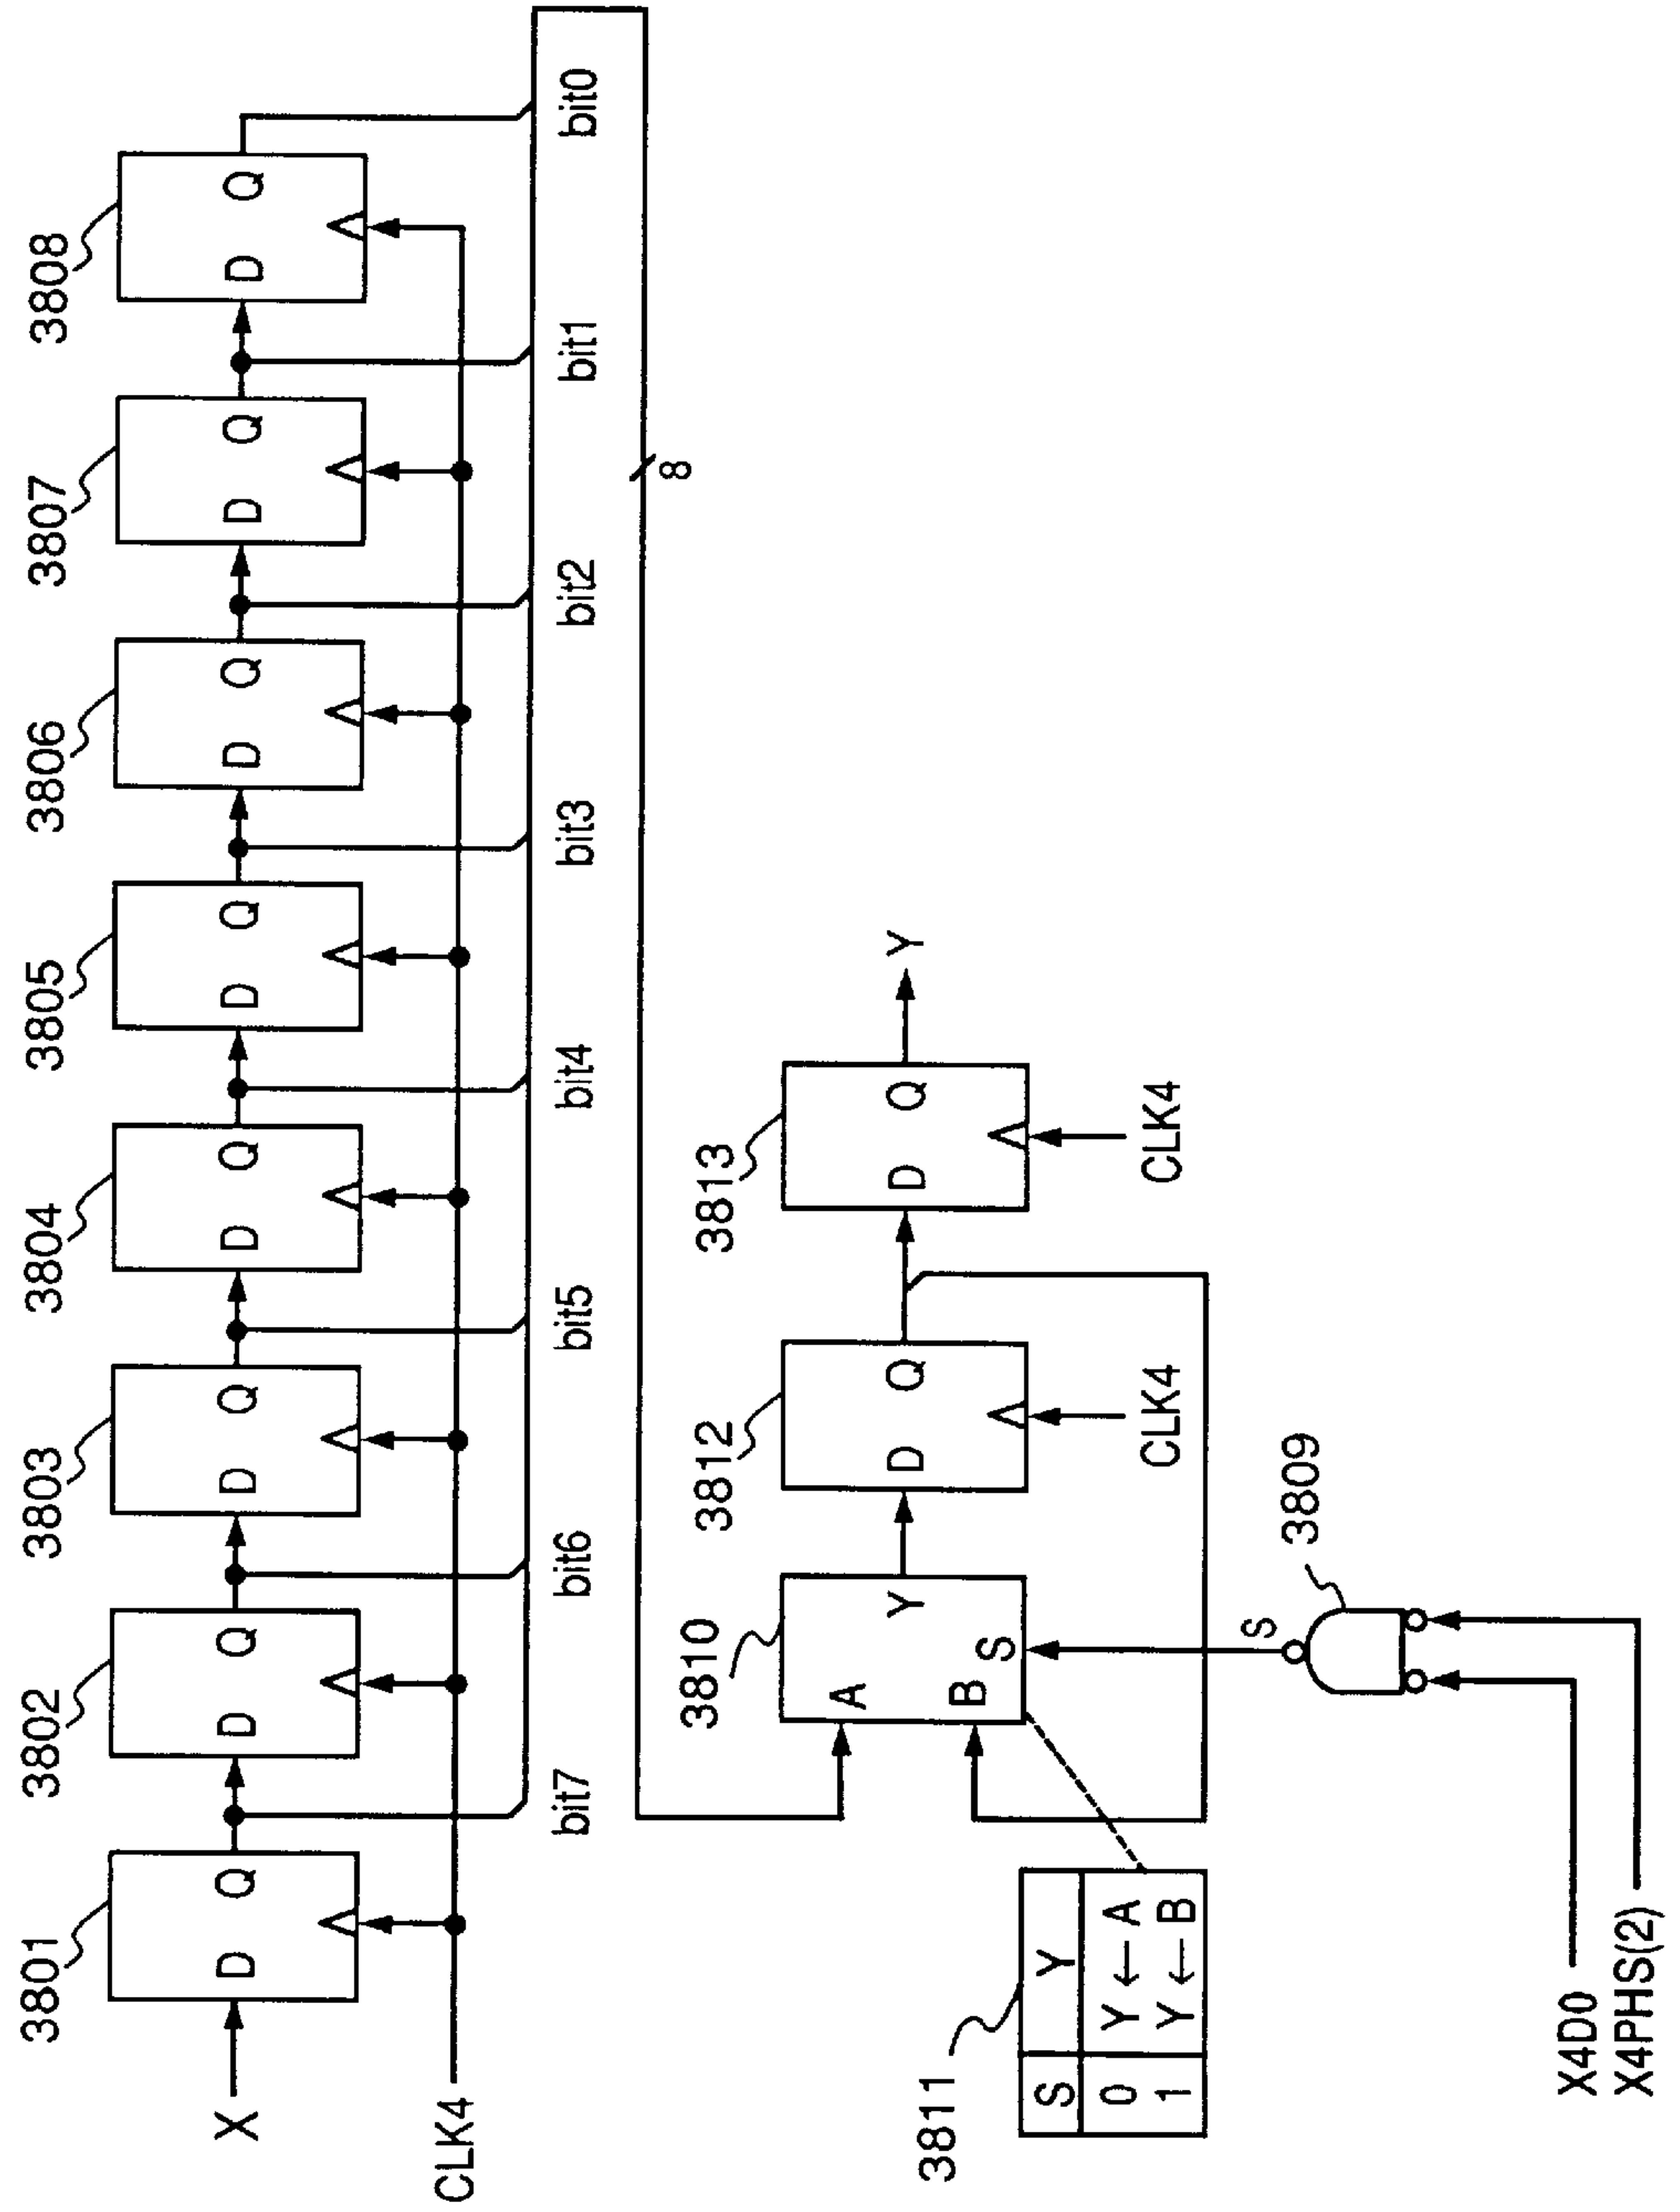 3801
3802
3803
3804
3805
3806
3807
3808
D Q
D Q
D Q
D Q
D Q
D Q
D Q
D Q
X
CLK4
bit7
bit6
bit5
bit4
bit3
bit2
bit1
bit0
8
3810
3812
3813
A
B
Y
S
D Q
D Q
Y
CLK4
CLK4
3811
S Y
0 Y←A
1 Y←B
S
3809
X4D0
X4PHS(2)